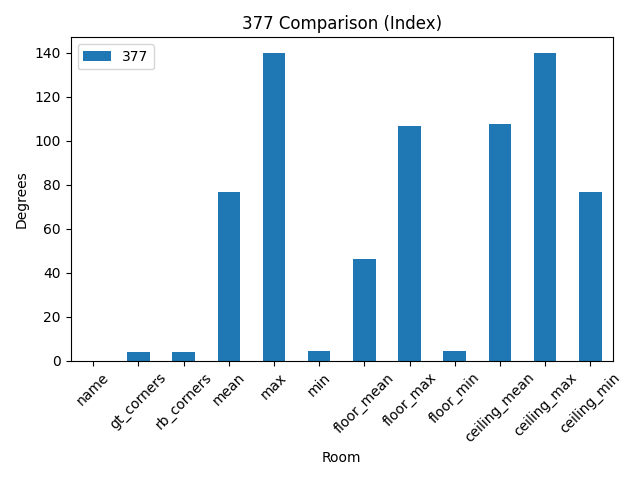 377 Comparison (Index)
377
Degrees
140
120
100
80
60
40
20
0
name
gt_corners
rb_corners
mean
max
min
floor_mean
floor_max
floor_min
ceiling_mean
ceiling_max
ceiling_min
Room